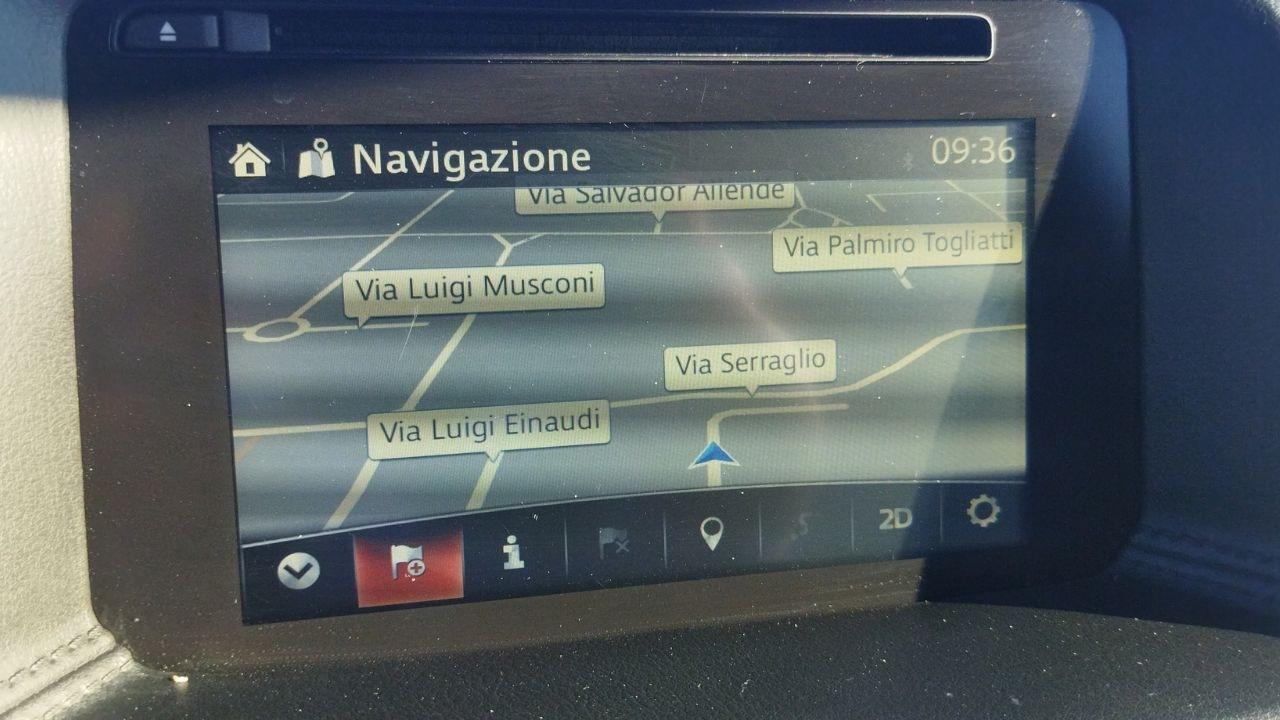 Navigazione
09:36
Via Salvador Allende
Via Palmiro Togliatti
Via Luigi Musconi
Via Serraglio
Via Luigi Einaudi
2D